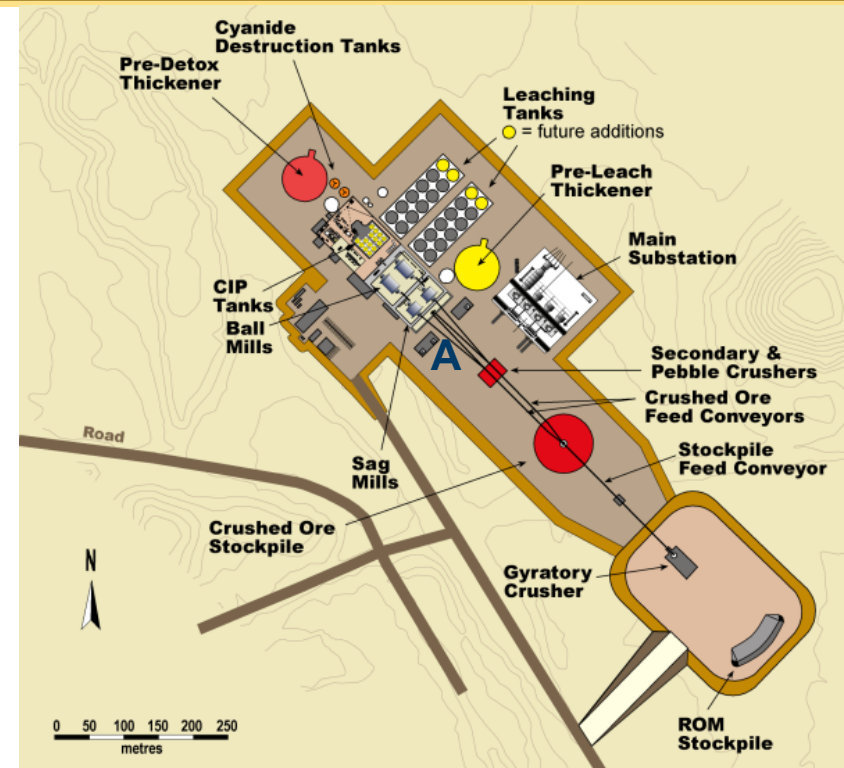 Cyanide
Destruction Tanks
Pre-Detox
Thickener
Leaching
Tanks
= future additions
Pre-Leach
Thickener
Main
Substation
CIP
Tanks
Ball
Mills
A
Secondary &
Pebble Crushers
Crushed Ore
Feed Conveyors
Stockpile
Feed Conveyor
Road
Sag
Mills
Crushed Ore
Stockpile
Gyratory
Crusher
N
ROM
Stockpile
0 50 100 150 200 250
metres